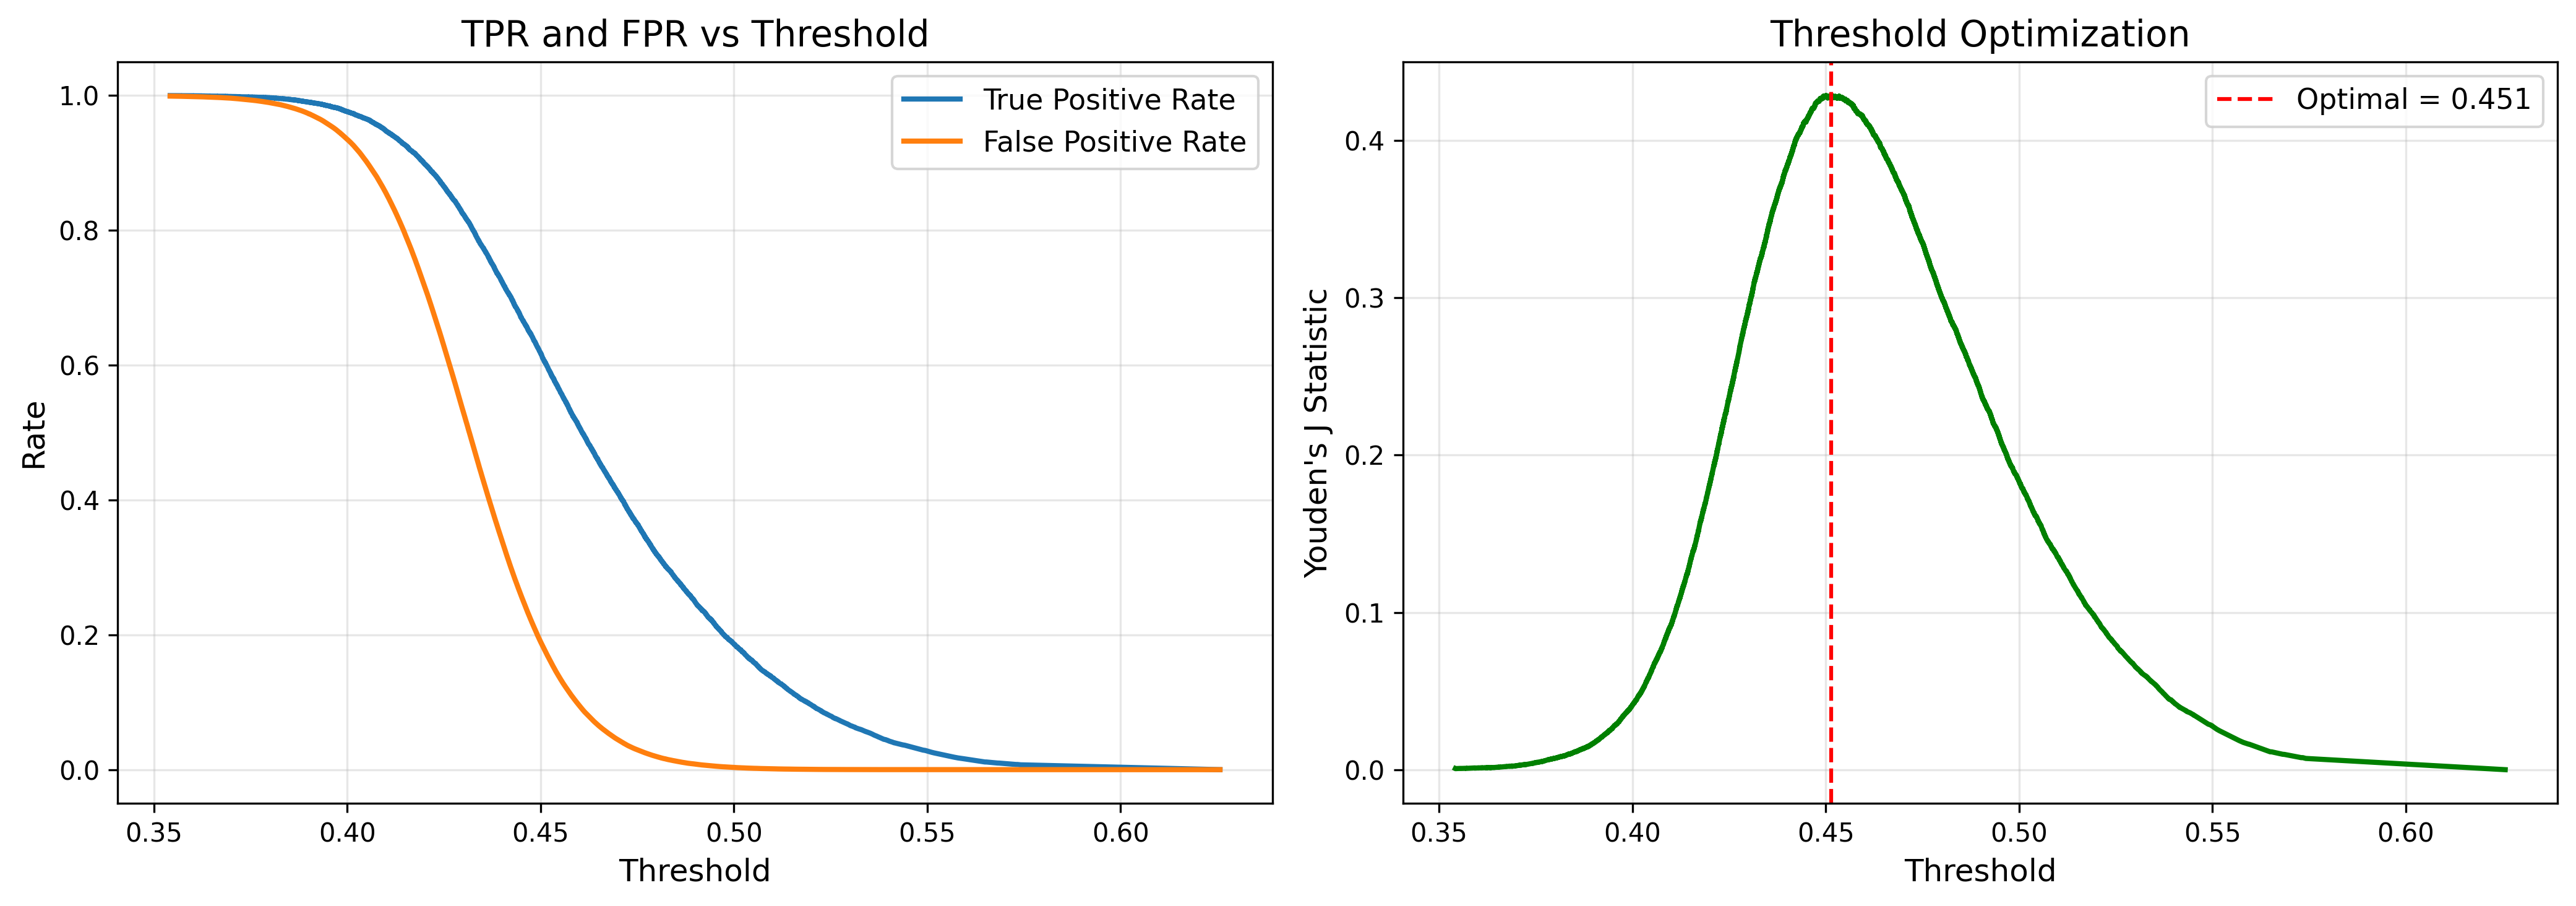 TPR and FPR vs Threshold
True Positive Rate
False Positive Rate
Rate
1.0
0.8
0.6
0.4
0.2
0.0
0.35 0.40 0.45 0.50 0.55 0.60
Threshold
Threshold Optimization
Optimal = 0.451
Youden's J Statistic
0.4
0.3
0.2
0.1
0.0
0.35 0.40 0.45 0.50 0.55 0.60
Threshold